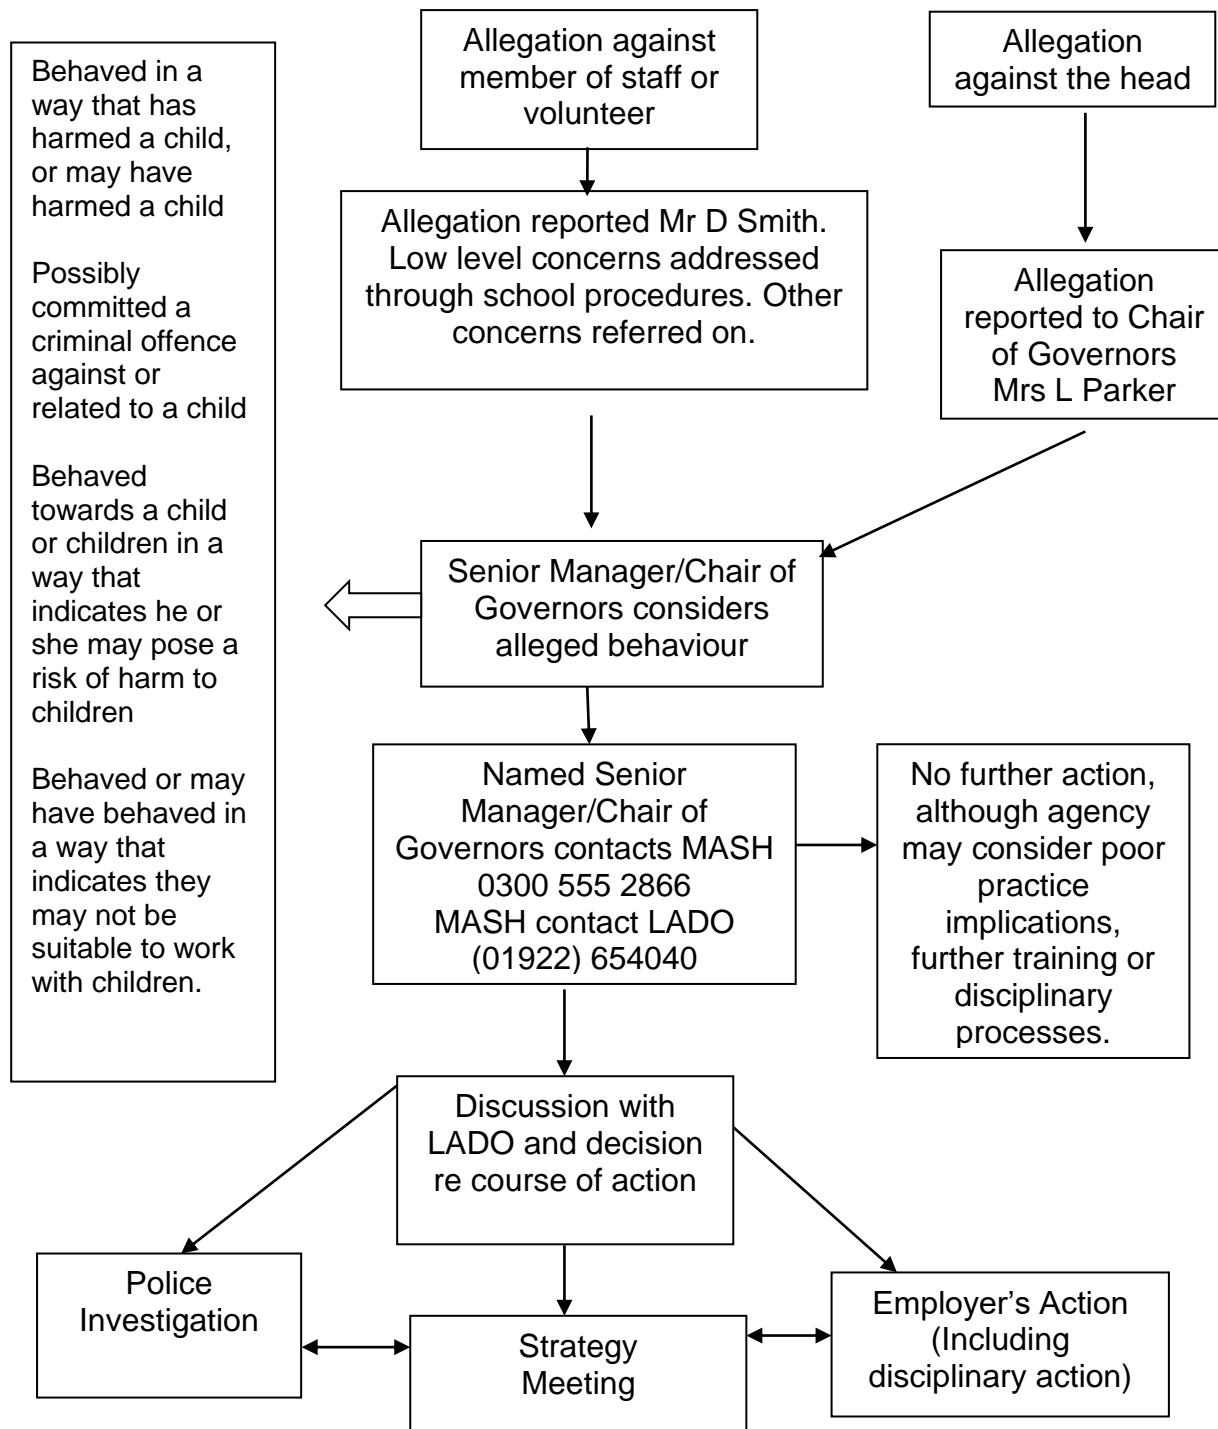 Behaved in a
way that has
harmed a child,
or may have
harmed a child
Possibly
committed a
criminal offence
against or
related to a child
Behaved
towards a child
or children in a
way that
indicates he or
she may pose a
risk of harm to
children
Behaved or may
have behaved in
a way that
indicates they
may not be
suitable to work
with children.
Allegation against
member of staff or
volunteer
Allegation
against the head
Allegation reported Mr D Smith.
Low level concerns addressed
through school procedures. Other
concerns referred on.
Allegation
reported to Chair
of Governors
Mrs L Parker
Senior Manager/Chair of
Governors considers
alleged behaviour
Named Senior
Manager/Chair of
Governors contacts MASH
0300 555 2866
MASH contact LADO
(01922) 654040
No further action,
although agency
may consider poor
practice
implications,
further training or
disciplinary
processes.
Discussion with
LADO and decision
re course of action
Police
Investigation
Strategy
Meeting
Employer’s Action
(Including
disciplinary action)